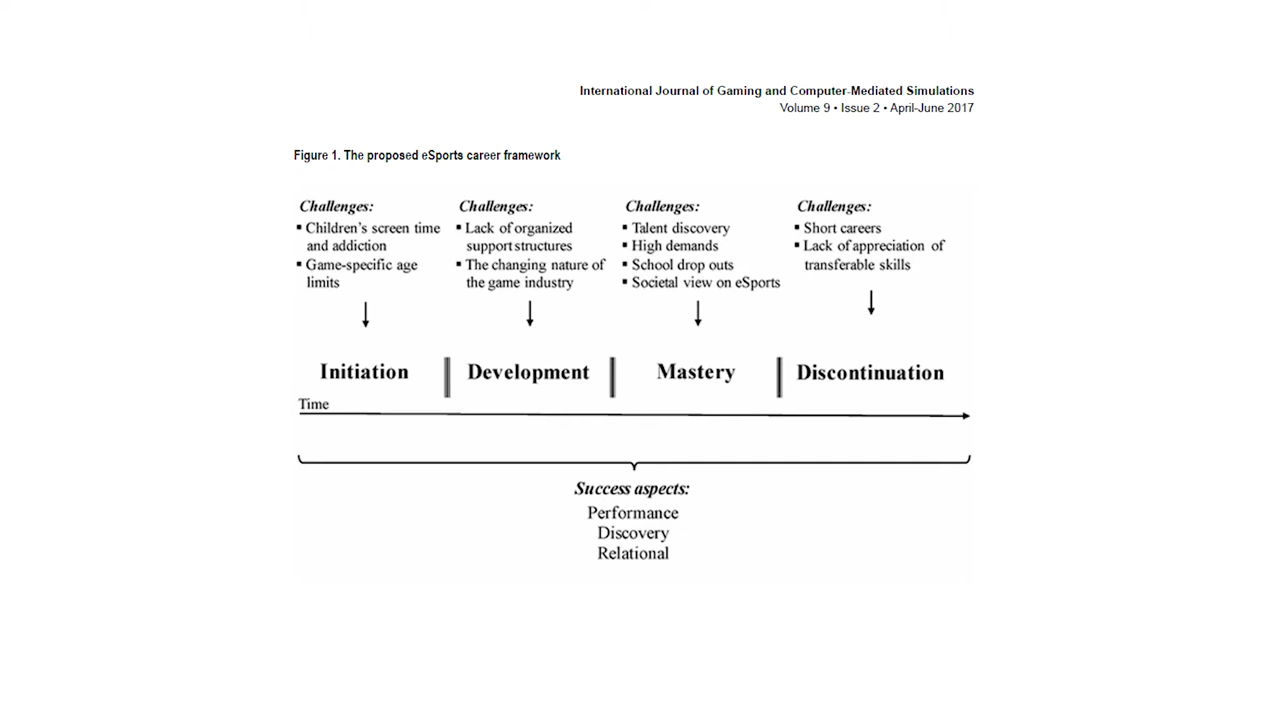 International Journal of Gaming and Computer-Mediated Simulations
Volume 9 • Issue 2 • April-June 2017
Figure 1. The proposed eSports career framework
Challenges:
▪ Children's screen time
and addiction
▪ Game-specific age
limits
Challenges:
▪ Lack of organized
support structures
▪ The changing nature of
the game industry
Challenges:
▪ Talent discovery
▪ High demands
▪ School drop outs
▪ Societal view on eSports
Challenges:
▪ Short careers
▪ Lack of appreciation of
transferable skills
Initiation
Development
Mastery
Discontinuation
Time
Success aspects:
Performance
Discovery
Relational